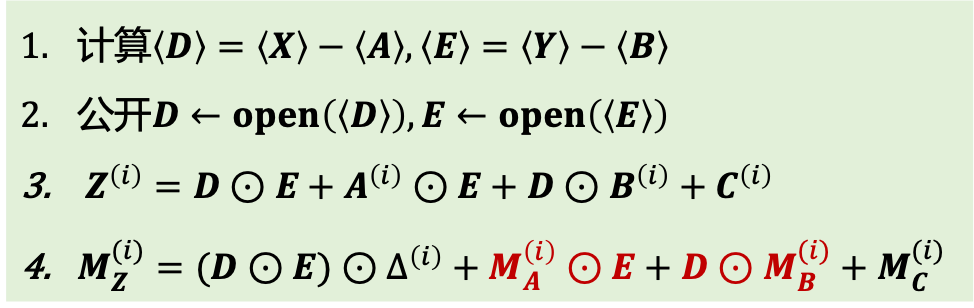 1. 计算⟨D⟩ = ⟨X⟩ − ⟨A⟩, ⟨E⟩ = ⟨Y⟩ − ⟨B⟩
2. 公开D ← open(⟨D⟩), E ← open(⟨E⟩)
3. Z^{(i)} = D ⊙ E + A^{(i)} ⊙ E + D ⊙ B^{(i)} + C^{(i)}
4. M_Z^{(i)} = (D ⊙ E) ⊙ Δ^{(i)} + M_A^{(i)} ⊙ E + D ⊙ M_B^{(i)} + M_C^{(i)}